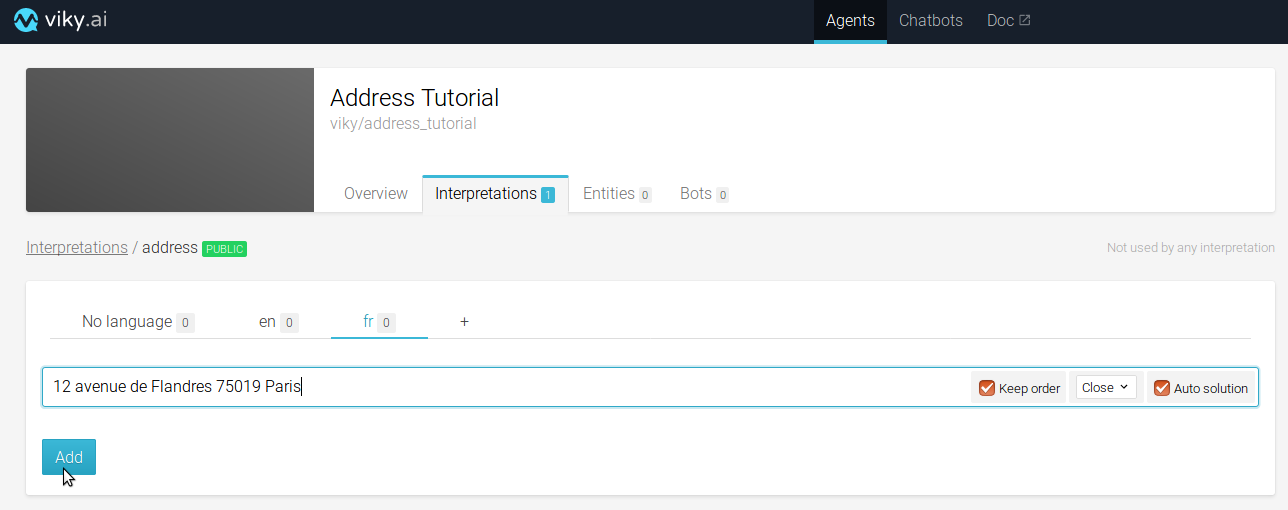 viky.ai Agents Chatbots Doc
Address Tutorial
viky/address_tutorial
Overview Interpretations 1 Entities 0 Bots 0
Interpretations / address PUBLIC Not used by any interpretation
No language 0 en 0 fr 0 +
12 avenue de Flandres 75019 Paris Keep order Close Auto solution
Add